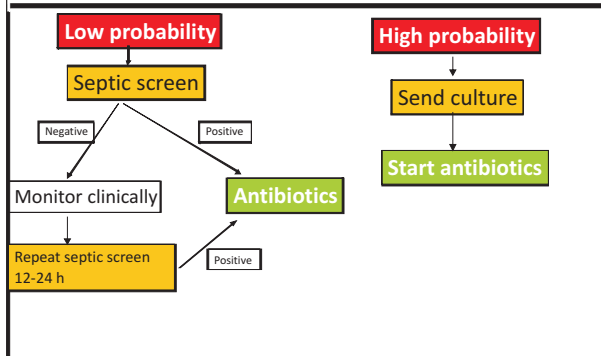 Low probability
Septic screen
Negative
Positive
Monitor clinically
Antibiotics
Repeat septic screen
12-24 h
Positive
High probability
Send culture
Start antibiotics